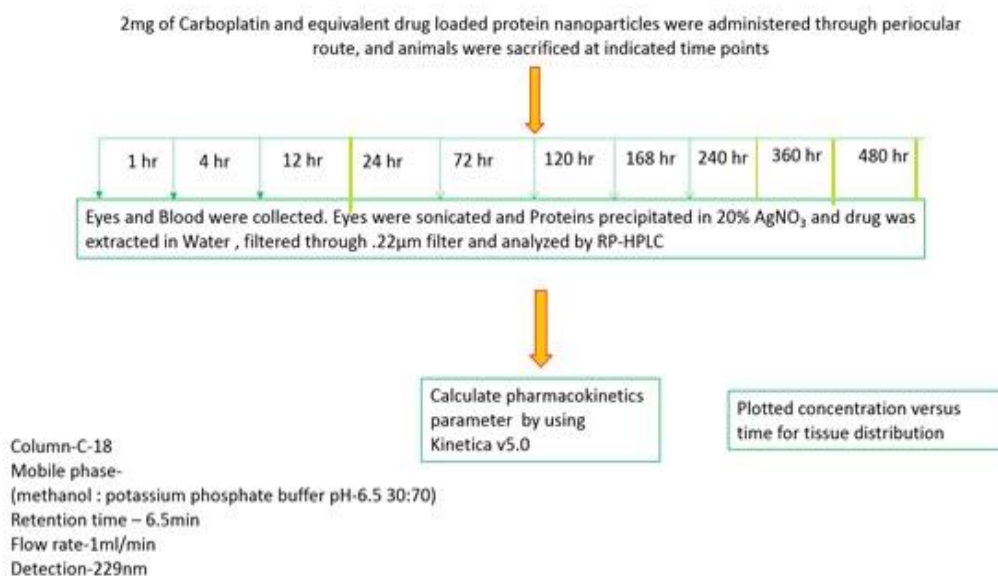 2mg of Carboplatin and equivalent drug loaded protein nanoparticles were administered through periocular
route, and animals were sacrificed at indicated time points
1 hr 4 hr 12 hr 24 hr 72 hr 120 hr 168 hr 240 hr 360 hr 480 hr
Eyes and Blood were collected. Eyes were sonicated and Proteins precipitated in 20% AgNO₃ and drug was
extracted in Water , filtered through .22µm filter and analyzed by RP-HPLC
Calculate pharmacokinetics
parameter by using
Kinetica v5.0
Plotted concentration versus
time for tissue distribution
Column-C-18
Mobile phase-
(methanol : potassium phosphate buffer pH-6.5 30:70)
Retention time – 6.5min
Flow rate-1ml/min
Detection-229nm